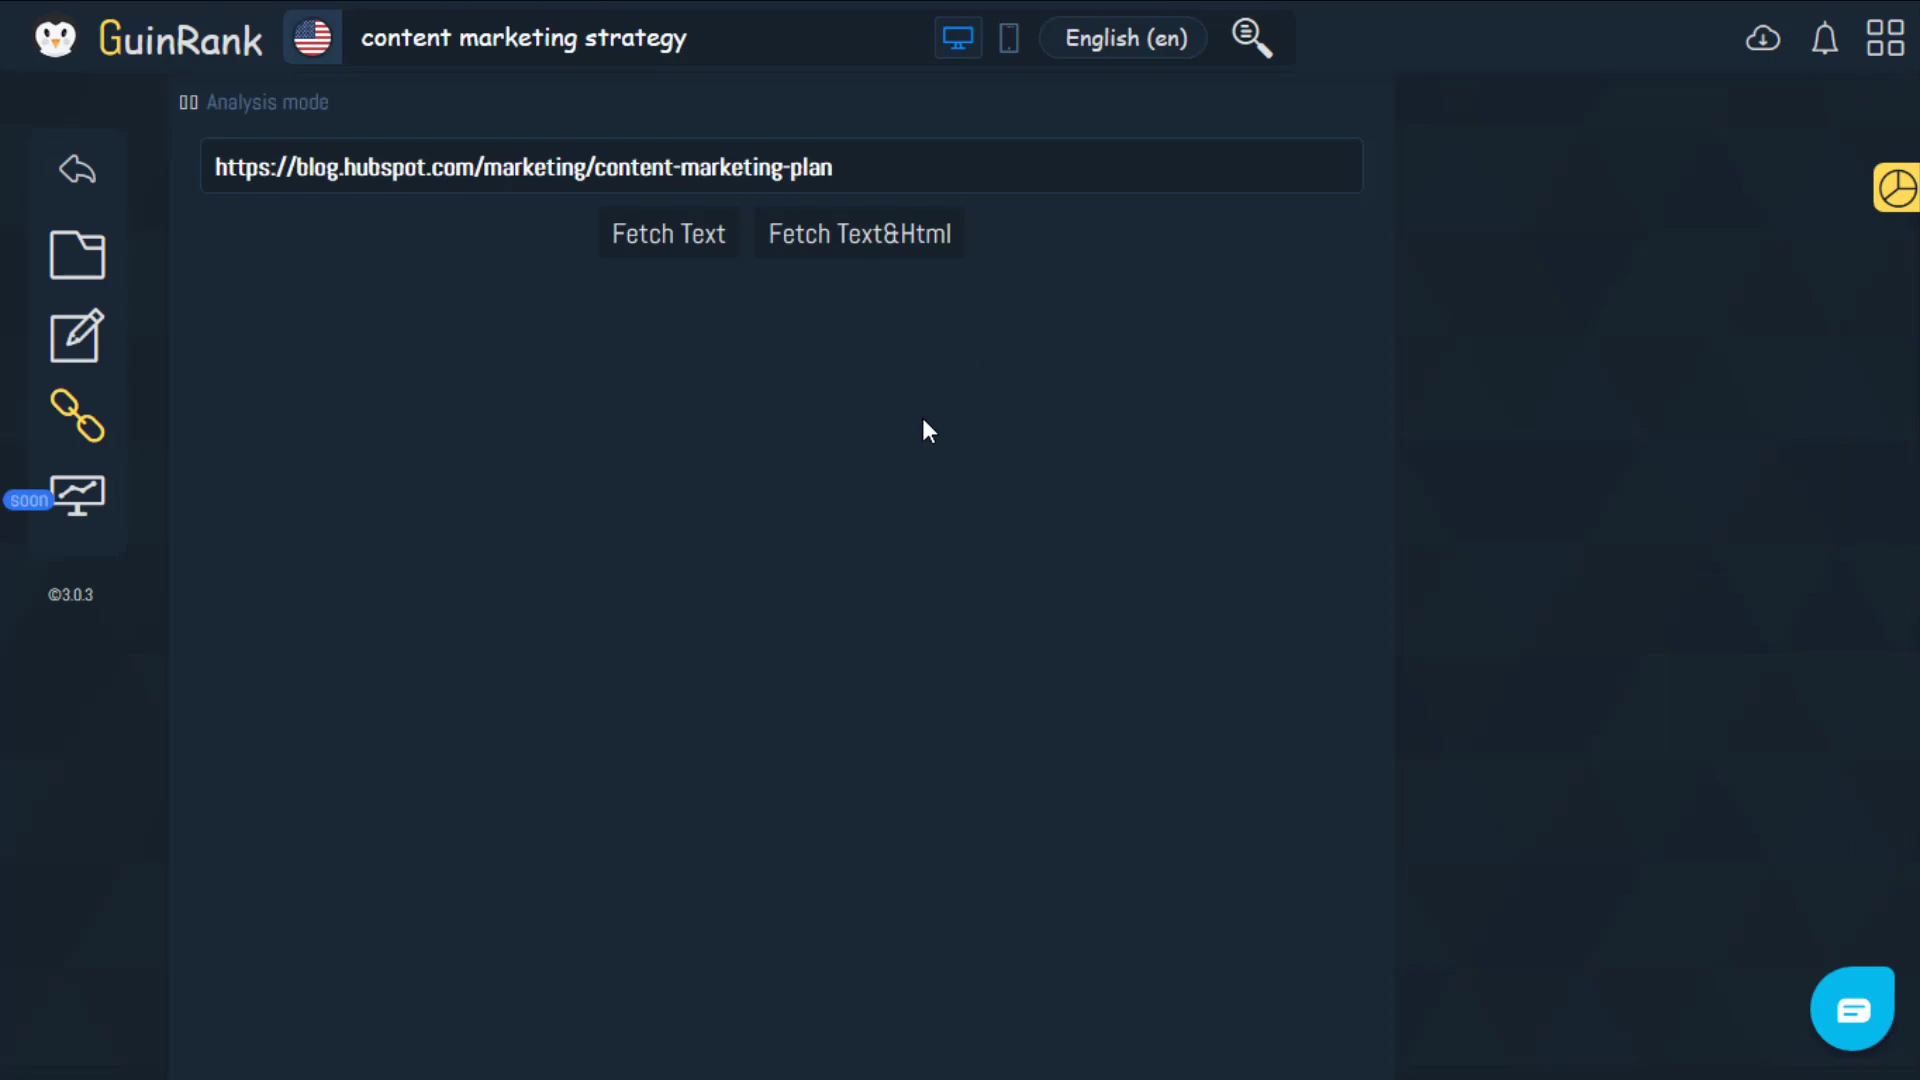 GuinRank
content marketing strategy
English (en)
Analysis mode
https://blog.hubspot.com/marketing/content-marketing-plan
Fetch Text
Fetch Text&Html
soon
©3.0.3